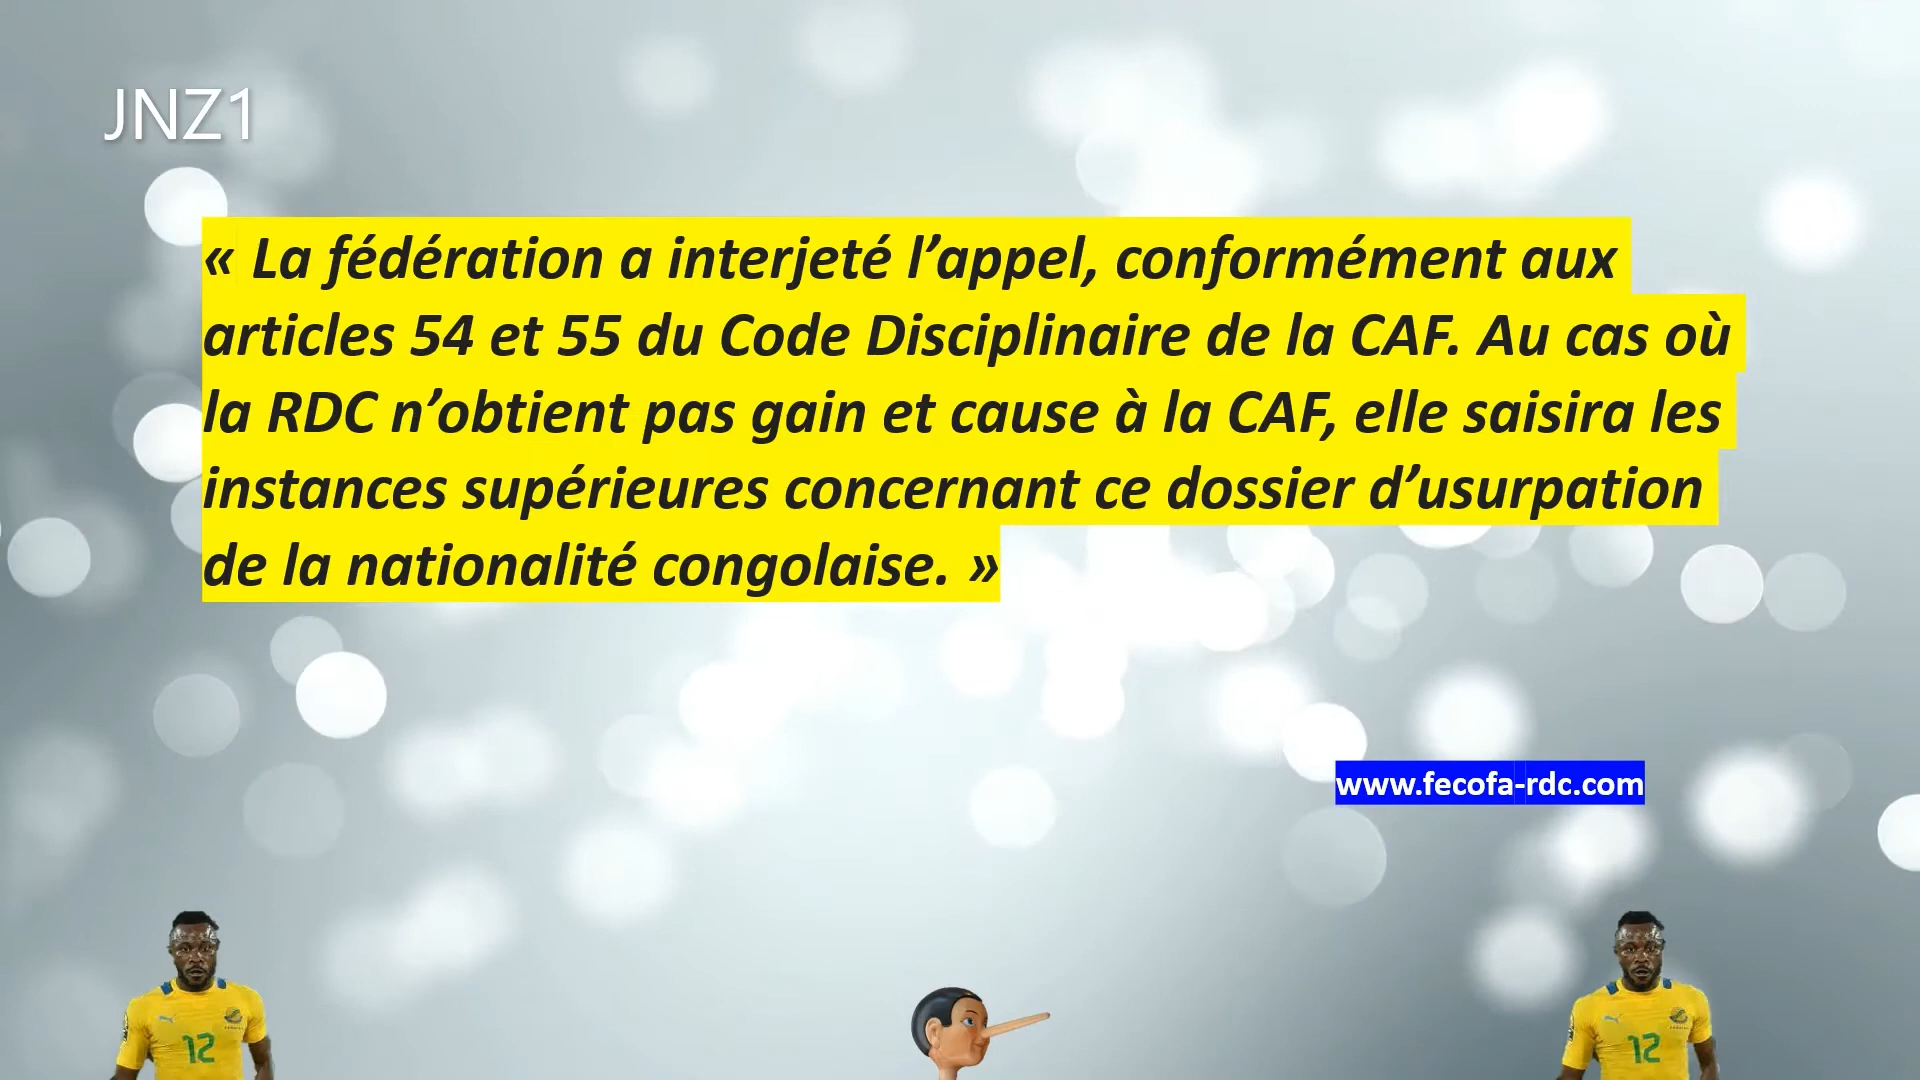 JNZ1
« La fédération a interjeté l’appel, conformément aux
articles 54 et 55 du Code Disciplinaire de la CAF. Au cas où
la RDC n’obtient pas gain et cause à la CAF, elle saisira les
instances supérieures concernant ce dossier d’usurpation
de la nationalité congolaise. »
www.fecofa-rdc.com
12
12